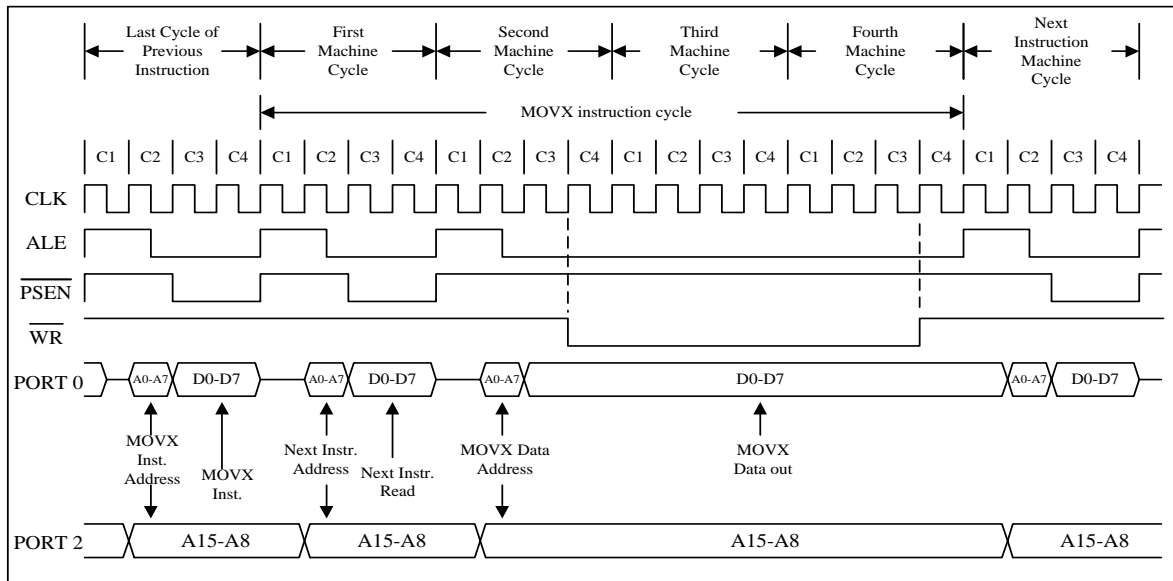 Last Cycle of
Previous
Instruction
First
Machine
Cycle
Second
Machine
Cycle
Third
Machine
Cycle
Fourth
Machine
Cycle
Next
Instruction
Machine
Cycle
MOVX instruction cycle
C1 C2 C3 C4 C1 C2 C3 C4 C1 C2 C3 C4 C1 C2 C3 C4 C1 C2 C3 C4 C1 C2 C3 C4
CLK
ALE
PSEN
WR
PORT 0 A0-A7 D0-D7 A0-A7 D0-D7 A0-A7 D0-D7 A0-A7 D0-D7
MOVX
Inst.
Address
MOVX
Inst.
Next Instr.
Address
Next Instr.
Read
MOVX Data
Address
MOVX
Data out
PORT 2 A15-A8 A15-A8 A15-A8 A15-A8